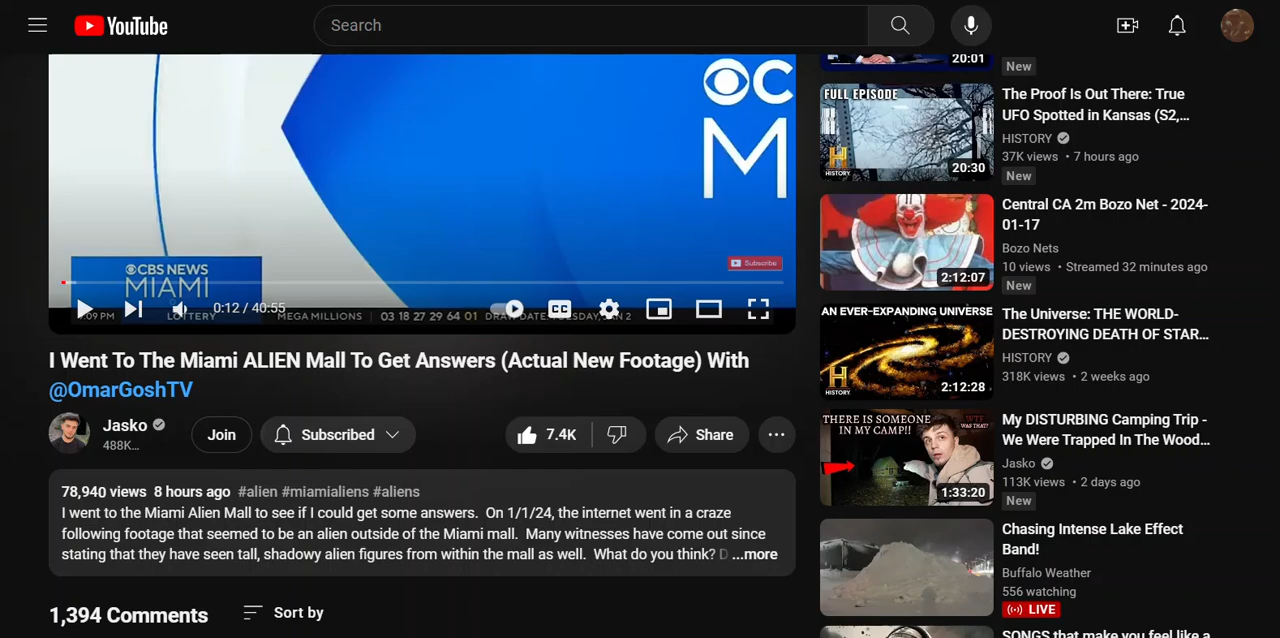 YouTube
Search
CBS NEWS
MIAMI
Subscribe
0:12 / 40:55
CC
:09 PM
LOTTERY
MEGA MILLIONS | 03 18 27 29 64 01 DRAW DATE: TUESDAY, JAN 2
I Went To The Miami ALIEN Mall To Get Answers (Actual New Footage) With
@OmarGoshTV
Jasko
488K...
Join
Subscribed
7.4K
Share
78,940 views 8 hours ago #alien #miamialiens #aliens
I went to the Miami Alien Mall to see if I could get some answers. On 1/1/24, the internet went in a craze
following footage that seemed to be an alien outside of the Miami mall. Many witnesses have come out since
stating that they have seen tall, shadowy alien figures from within the mall as well. What do you think? D ...more
1,394 Comments
Sort by
20:01
New
FULL EPISODE
HISTORY
20:30
The Proof Is Out There: True
UFO Spotted in Kansas (S2,...
HISTORY
37K views • 7 hours ago
New
2:12:07
Central CA 2m Bozo Net - 2024-
01-17
Bozo Nets
10 views • Streamed 32 minutes ago
New
AN EVER-EXPANDING UNIVERSE
HISTORY
2:12:28
The Universe: THE WORLD-
DESTROYING DEATH OF STAR...
HISTORY
318K views • 2 weeks ago
THERE IS SOMEONE
IN MY CAMP!!
WTF
WAS THAT?
1:33:20
My DISTURBING Camping Trip -
We Were Trapped In The Wood...
Jasko
113K views • 2 days ago
New
Chasing Intense Lake Effect
Band!
Buffalo Weather
556 watching
LIVE
SONGS that make you feel like a